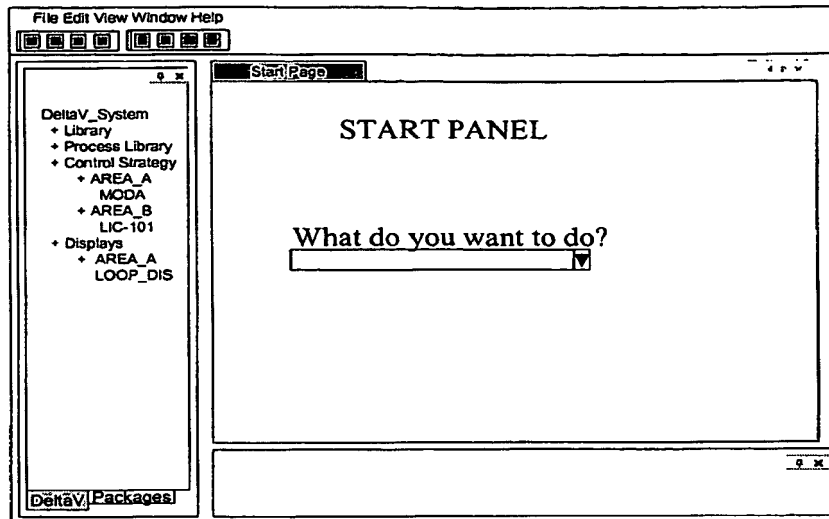 File Edit View Window Help
Start Page
DeltaV_System
+ Library
+ Process Library
+ Control Strategy
+ AREA_A
MODA
+ AREA_B
LIC-101
+ Displays
+ AREA_A
LOOP_DIS
DeltaV Packages
START PANEL
What do you want to do?